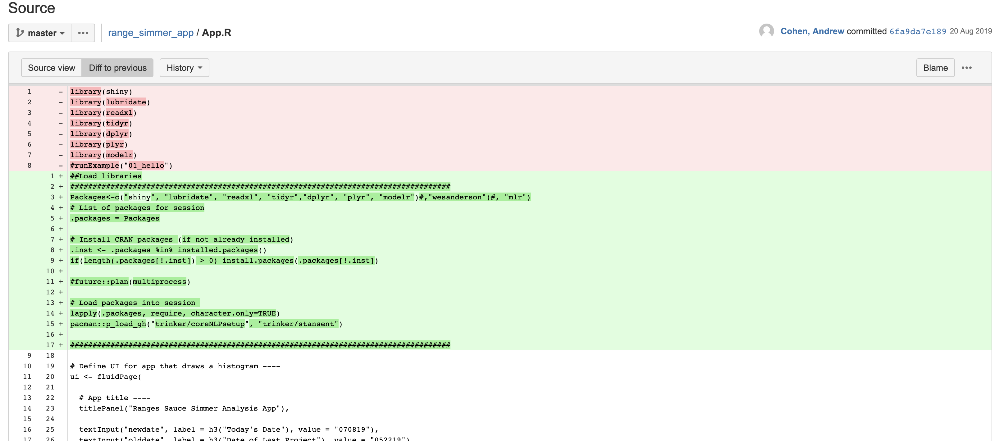 Source
master ••• range_simmer_app / App.R Cohen, Andrew committed 6fa9da7e189 20 Aug 2019
Source view Diff to previous History Blame •••
1 - library(shiny)
2 - library(lubridate)
3 - library(readxl)
4 - library(tidyr)
5 - library(dplyr)
6 - library(plyr)
7 - library(modelr)
8 - #runExample("01_hello")
1 + ##Load libraries
2 + #####################################################################################
3 + Packages<-c("shiny", "lubridate", "readxl", "tidyr","dplyr", "plyr", "modelr")#,"wesanderson")#, "mlr")
4 + # List of packages for session
5 + .packages = Packages
6 +
7 + # Install CRAN packages (if not already installed)
8 + .inst <- .packages %in% installed.packages()
9 + if(length(.packages[!.inst]) > 0) install.packages(.packages[!.inst])
10 +
11 + #future::plan(multiprocess)
12 +
13 + # Load packages into session
14 + lapply(.packages, require, character.only=TRUE)
15 + pacman::p_load_gh("trinker/coreNLPsetup", "trinker/stansent")
16 +
17 + #####################################################################################
9 18
10 19 # Define UI for app that draws a histogram ----
11 20 ui <- fluidPage(
12 21
13 22 # App title ----
14 23 titlePanel("Ranges Sauce Simmer Analysis App"),
15 24
16 25 textInput("newdate", label = h3("Today's Date"), value = "070819"),
17 26 textInput("olddate", label = h3("Date of Last Project"), value = "052219"),